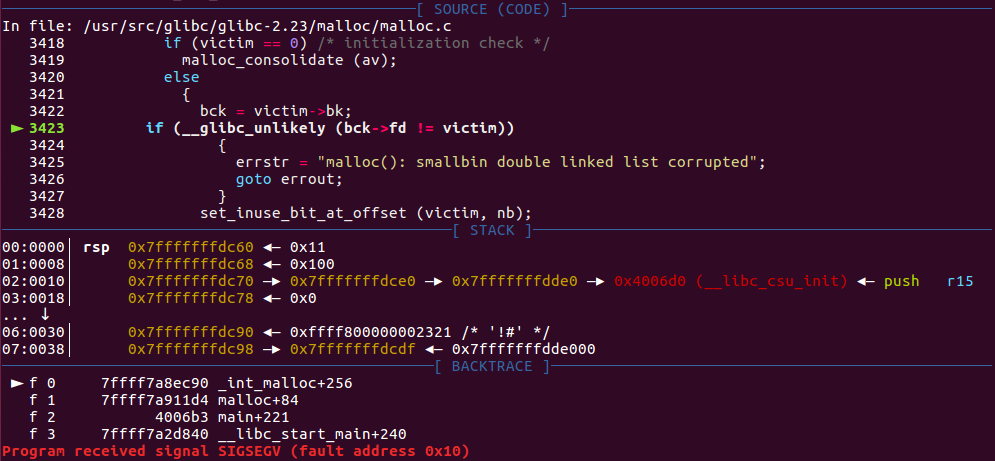 [ SOURCE (CODE) ]
In file: /usr/src/glibc/glibc-2.23/malloc/malloc.c
3418 if (victim == 0) /* initialization check */
3419 malloc_consolidate (av);
3420 else
3421 {
3422 bck = victim->bk;
► 3423 if (__glibc_unlikely (bck->fd != victim))
3424 {
3425 errstr = "malloc(): smallbin double linked list corrupted";
3426 goto errout;
3427 }
3428 set_inuse_bit_at_offset (victim, nb);
[ STACK ]
00:0000│ rsp 0x7fffffffdc60 ◄— 0x11
01:0008│ 0x7fffffffdc68 ◄— 0x100
02:0010│ 0x7fffffffdc70 —► 0x7fffffffdce0 —► 0x7fffffffdde0 —► 0x4006d0 (__libc_csu_init) ◄— push r15
03:0018│ 0x7fffffffdc78 ◄— 0x0
... ↓
06:0030│ 0x7fffffffdc90 ◄— 0xffff800000002321 /* '!#' */
07:0038│ 0x7fffffffdc98 —► 0x7fffffffdcdf ◄— 0x7fffffffdde000
[ BACKTRACE ]
► f 0 7ffff7a8ec90 _int_malloc+256
f 1 7ffff7a911d4 malloc+84
f 2 4006b3 main+221
f 3 7ffff7a2d840 __libc_start_main+240
Program received signal SIGSEGV (fault address 0x10)